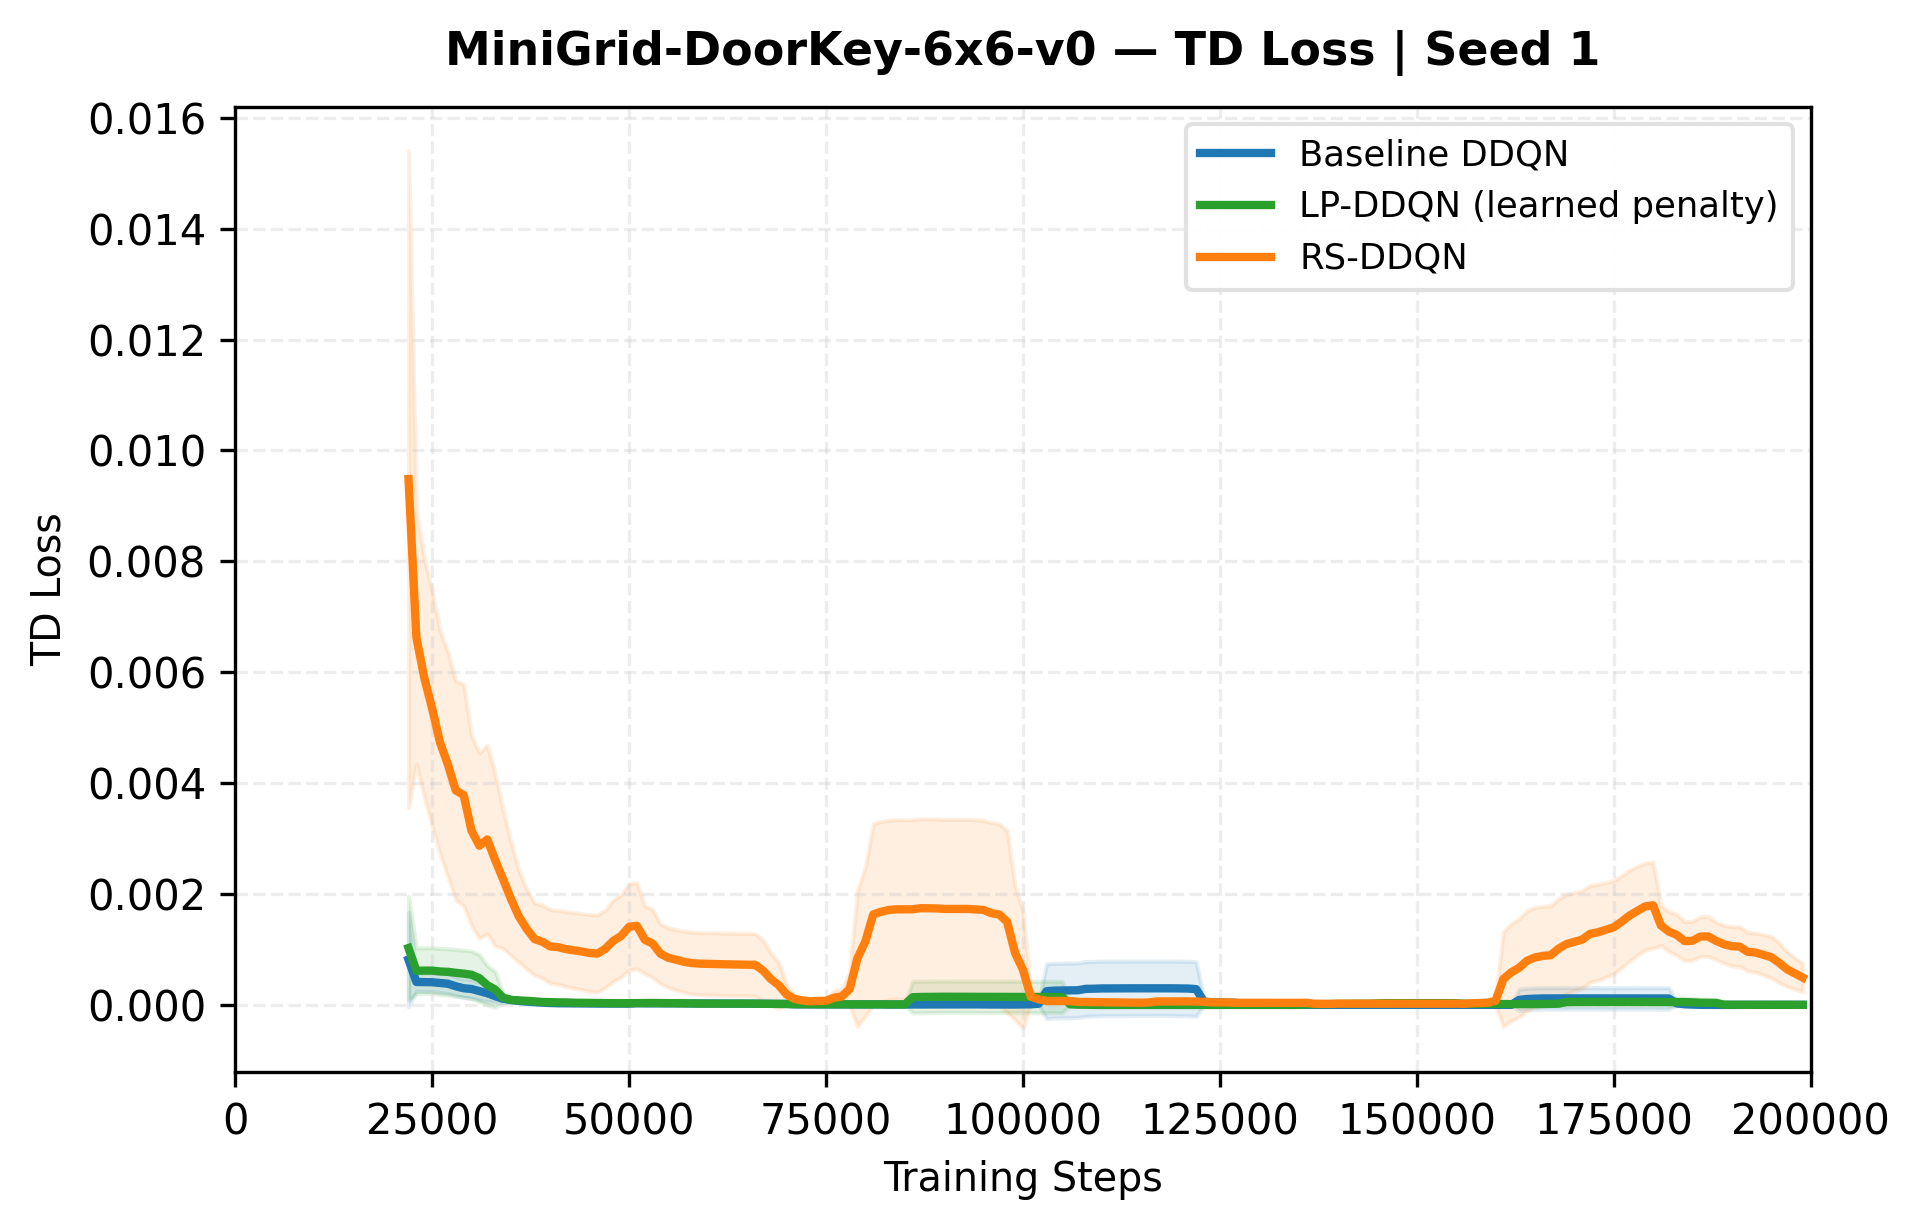 MiniGrid-DoorKey-6x6-v0 — TD Loss | Seed 1
Baseline DDQN
LP-DDQN (learned penalty)
RS-DDQN
TD Loss
0.016
0.014
0.012
0.010
0.008
0.006
0.004
0.002
0.000
0 25000 50000 75000 100000 125000 150000 175000 200000
Training Steps